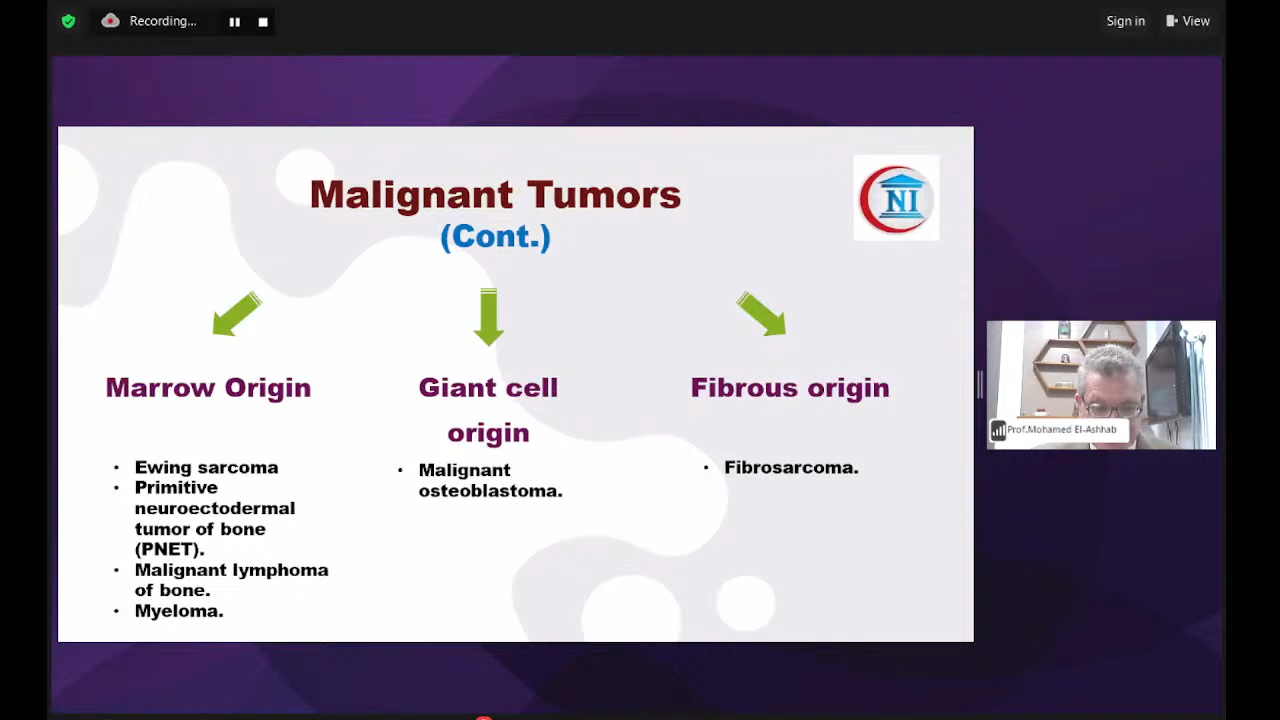 Recording...
Sign in
View
Malignant Tumors
(Cont.)
NI
Marrow Origin
• Ewing sarcoma
• Primitive
neuroectodermal
tumor of bone
(PNET).
• Malignant lymphoma
of bone.
• Myeloma.
Giant cell
origin
• Malignant
osteoblastoma.
Fibrous origin
• Fibrosarcoma.
Prof.Mohamed El-Ashhab